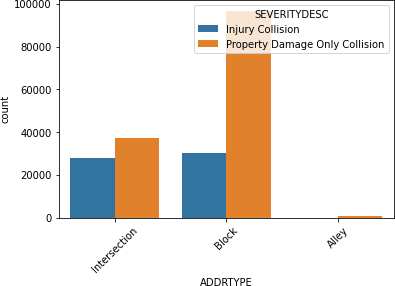 SEVERITYDESC
Injury Collision
Property Damage Only Collision
100000
80000
60000
40000
20000
0
count
Intersection
Block
Alley
ADDRTYPE